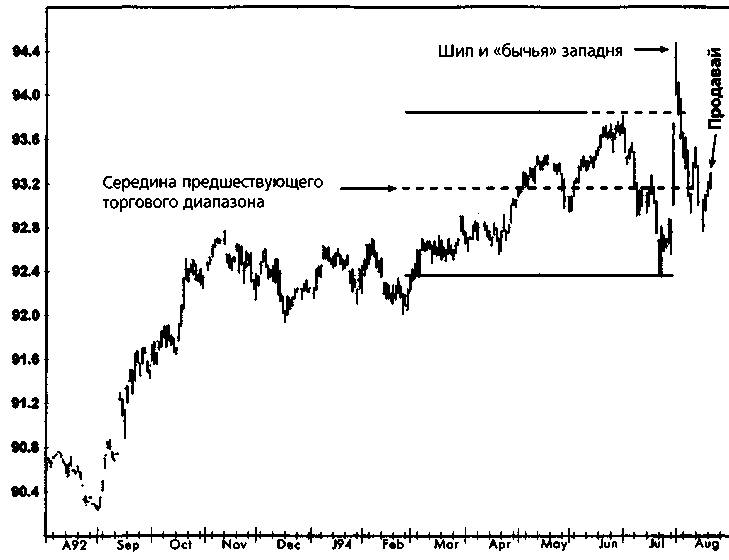 94.4
Шип и «бычья» западня
94.0
Продавай
93.6
93.2
Середина предшествующего
торгового диапазона
92.8
92.4
92.0
91.6
91.2
90.8
90.4
A92 Sep Oct Nov Dec J94 Feb Mar Apr May Jun Jul Aug